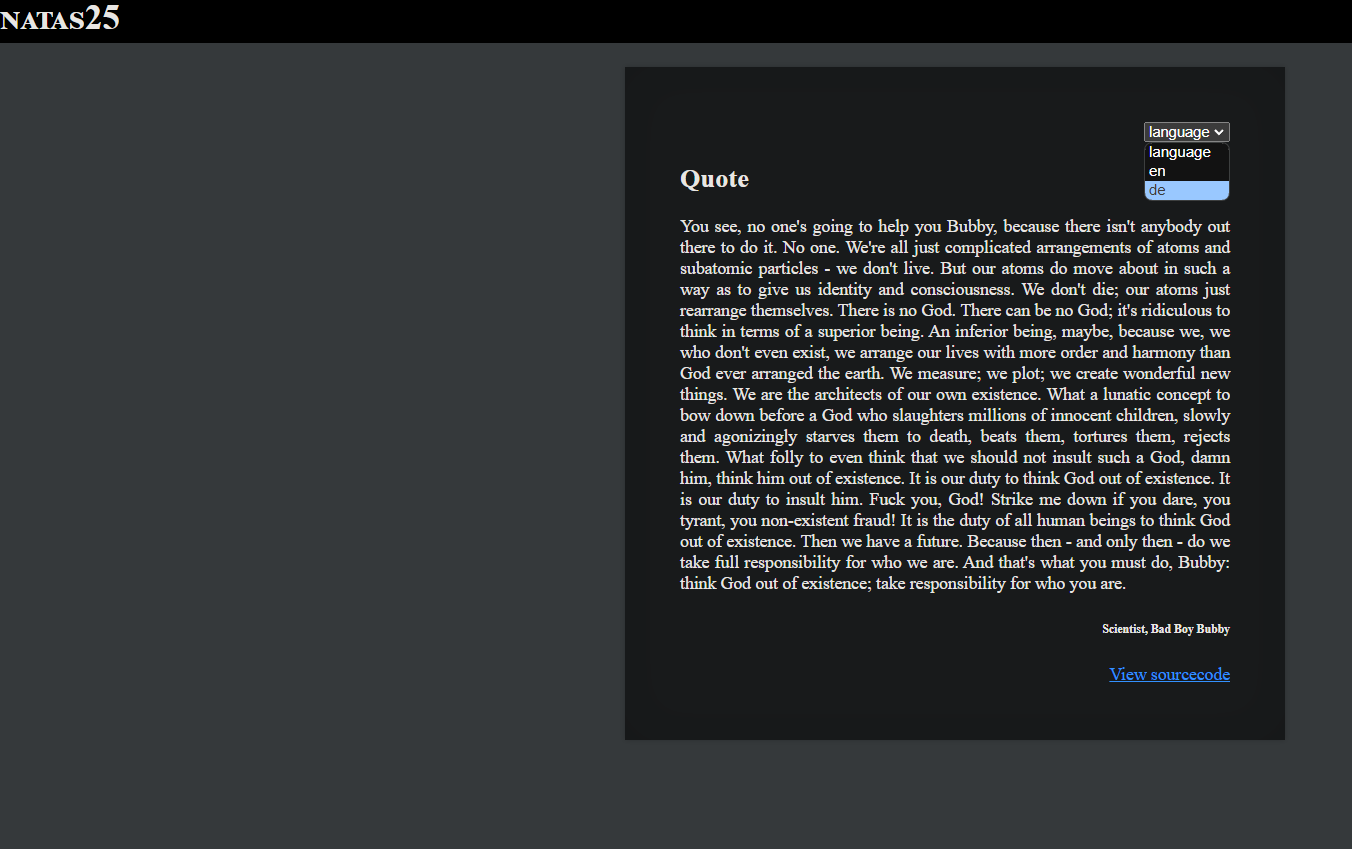 NATAS25
language
language
en
de
Quote
You see, no one's going to help you Bubby, because there isn't anybody out
there to do it. No one. We're all just complicated arrangements of atoms and
subatomic particles - we don't live. But our atoms do move about in such a
way as to give us identity and consciousness. We don't die; our atoms just
rearrange themselves. There is no God. There can be no God; it's ridiculous to
think in terms of a superior being. An inferior being, maybe, because we, we
who don't even exist, we arrange our lives with more order and harmony than
God ever arranged the earth. We measure; we plot; we create wonderful new
things. We are the architects of our own existence. What a lunatic concept to
bow down before a God who slaughters millions of innocent children, slowly
and agonizingly starves them to death, beats them, tortures them, rejects
them. What folly to even think that we should not insult such a God, damn
him, think him out of existence. It is our duty to think God out of existence. It
is our duty to insult him. Fuck you, God! Strike me down if you dare, you
tyrant, you non-existent fraud! It is the duty of all human beings to think God
out of existence. Then we have a future. Because then - and only then - do we
take full responsibility for who we are. And that's what you must do, Bubby:
think God out of existence; take responsibility for who you are.
Scientist, Bad Boy Bubby
View sourcecode